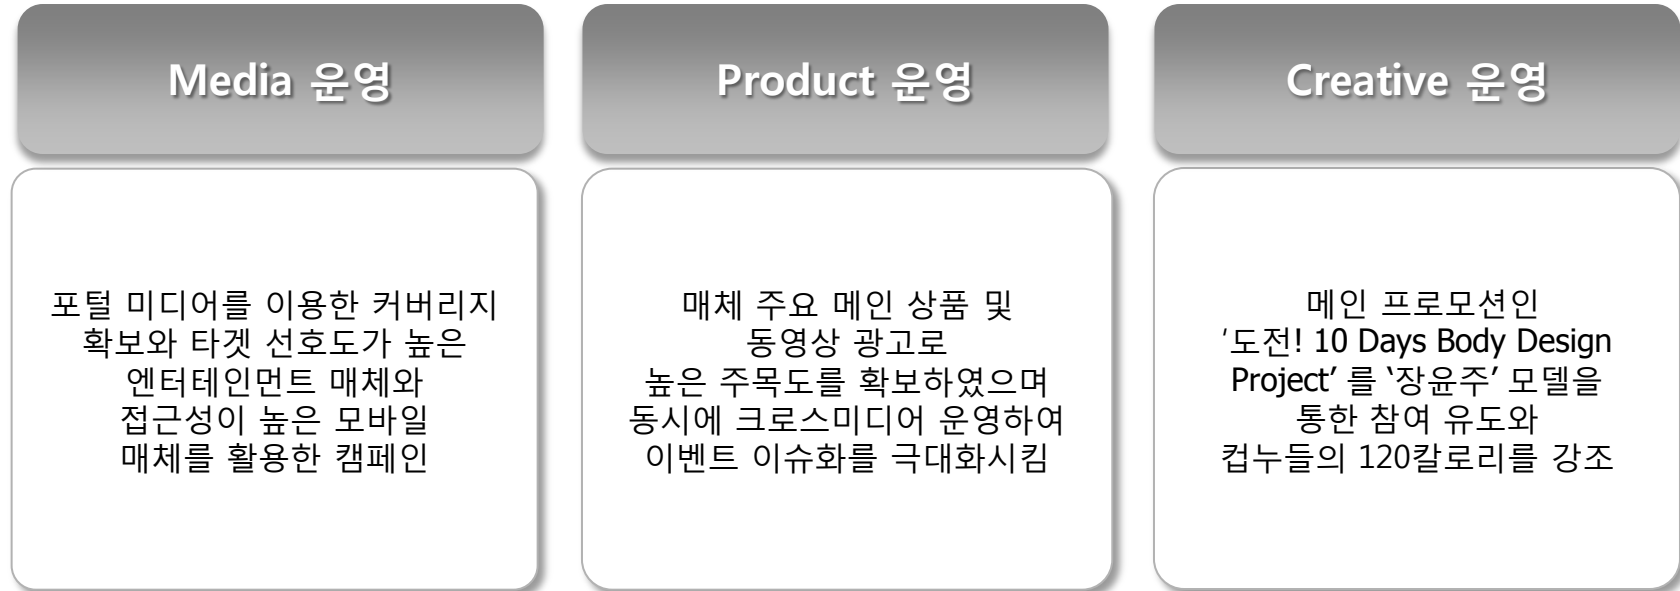 Media 운영
포털 미디어를 이용한 커버리지
확보와 타겟 선호도가 높은
엔터테인먼트 매체와
접근성이 높은 모바일
매체를 활용한 캠페인
Product 운영
매체 주요 메인 상품 및
동영상 광고로
높은 주목도를 확보하였으며
동시에 크로스미디어 운영하여
이벤트 이슈화를 극대화시킴
Creative 운영
메인 프로모션인
‘도전! 10 Days Body Design
Project’ 를 ‘장윤주’ 모델을
통한 참여 유도와
컵누들의 120칼로리를 강조